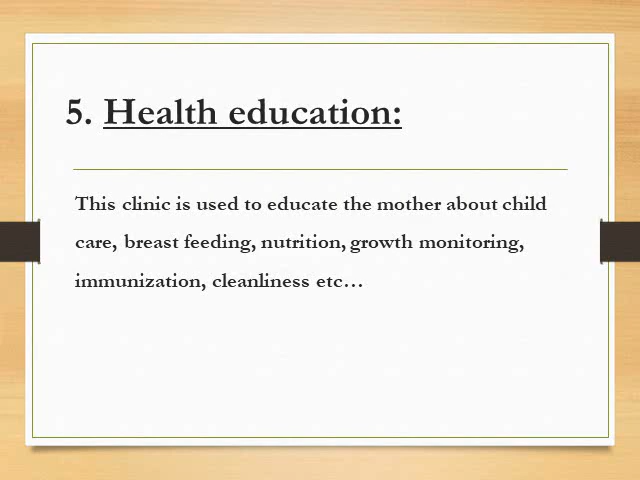 5. Health education:
This clinic is used to educate the mother about child
care, breast feeding, nutrition, growth monitoring,
immunization, cleanliness etc…